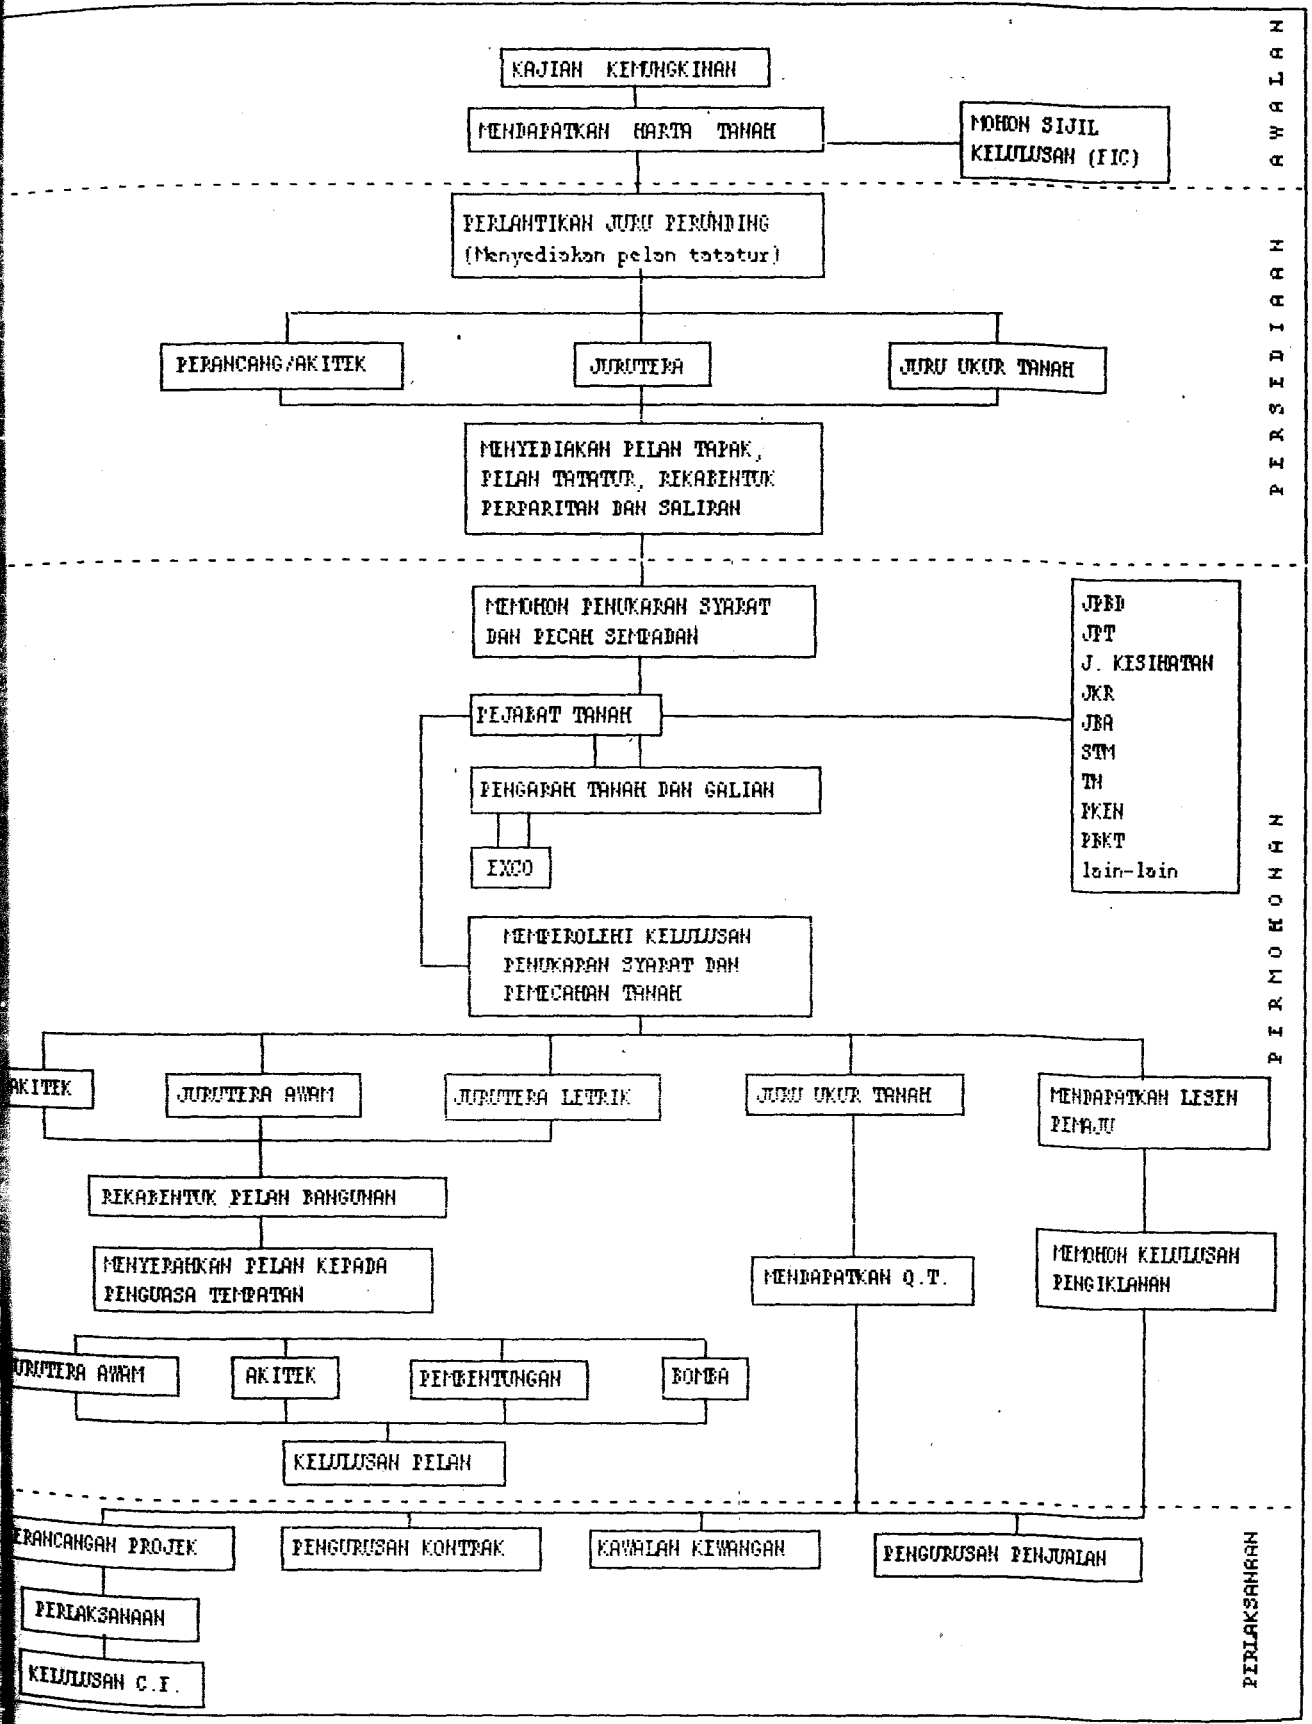 KAJIAN KEMUNGKINAN
MENDAPATKAN HARTA TANAH
MOHON SIJIL
KELULUSAN (FIC)
AWALAN
PERLANTIKAN JURU PERUNDING
(Menyediakan pelan tatatur)
PERANCANG/AKITEK
JURUTERA
JURU UKUR TANAH
MENYEDIAKAN PELAN TAPAK,
PELAN TATATUR, REKABENTUK
PERPARITAN DAN SALIRAN
PERSEDIAAN
MEMOHON PENUKARAN SYARAT
DAN PECAH SEMPADAN
JPBD
JPT
J. KESIHATAN
JKR
JBA
STM
TN
PKEN
PBKT
lain-lain
PEJABAT TANAH
PENGARAH TANAH DAN GALIAN
EXCO
MEMPEROLEHI KELULUSAN
PENUKARAN SYARAT DAN
PEMECAHAN TANAH
PERMOHONAN
AKITEK
JURUTERA AWAM
JURUTERA LETRIK
JURU UKUR TANAH
MENDAPATKAN LESEN
PEMAJU
REKABENTUK PELAN BANGUNAN
MENYERAHKAN PELAN KEPADA
PENGUASA TEMPATAN
MENDAPATKAN Q.T.
MEMOHON KELULUSAN
PENGIKLANAN
URUTERA AWAM
AKITEK
PEMBENTUNGAN
BOMBA
KELULUSAN PELAN
ERANCANGAN PROJEK
PENGURUSAN KONTRAK
KAWALAN KEWANGAN
PENGURUSAN PENJUALAN
PERLAKSANAAN
KELULUSAN C.F.
PERLAKSANAAN